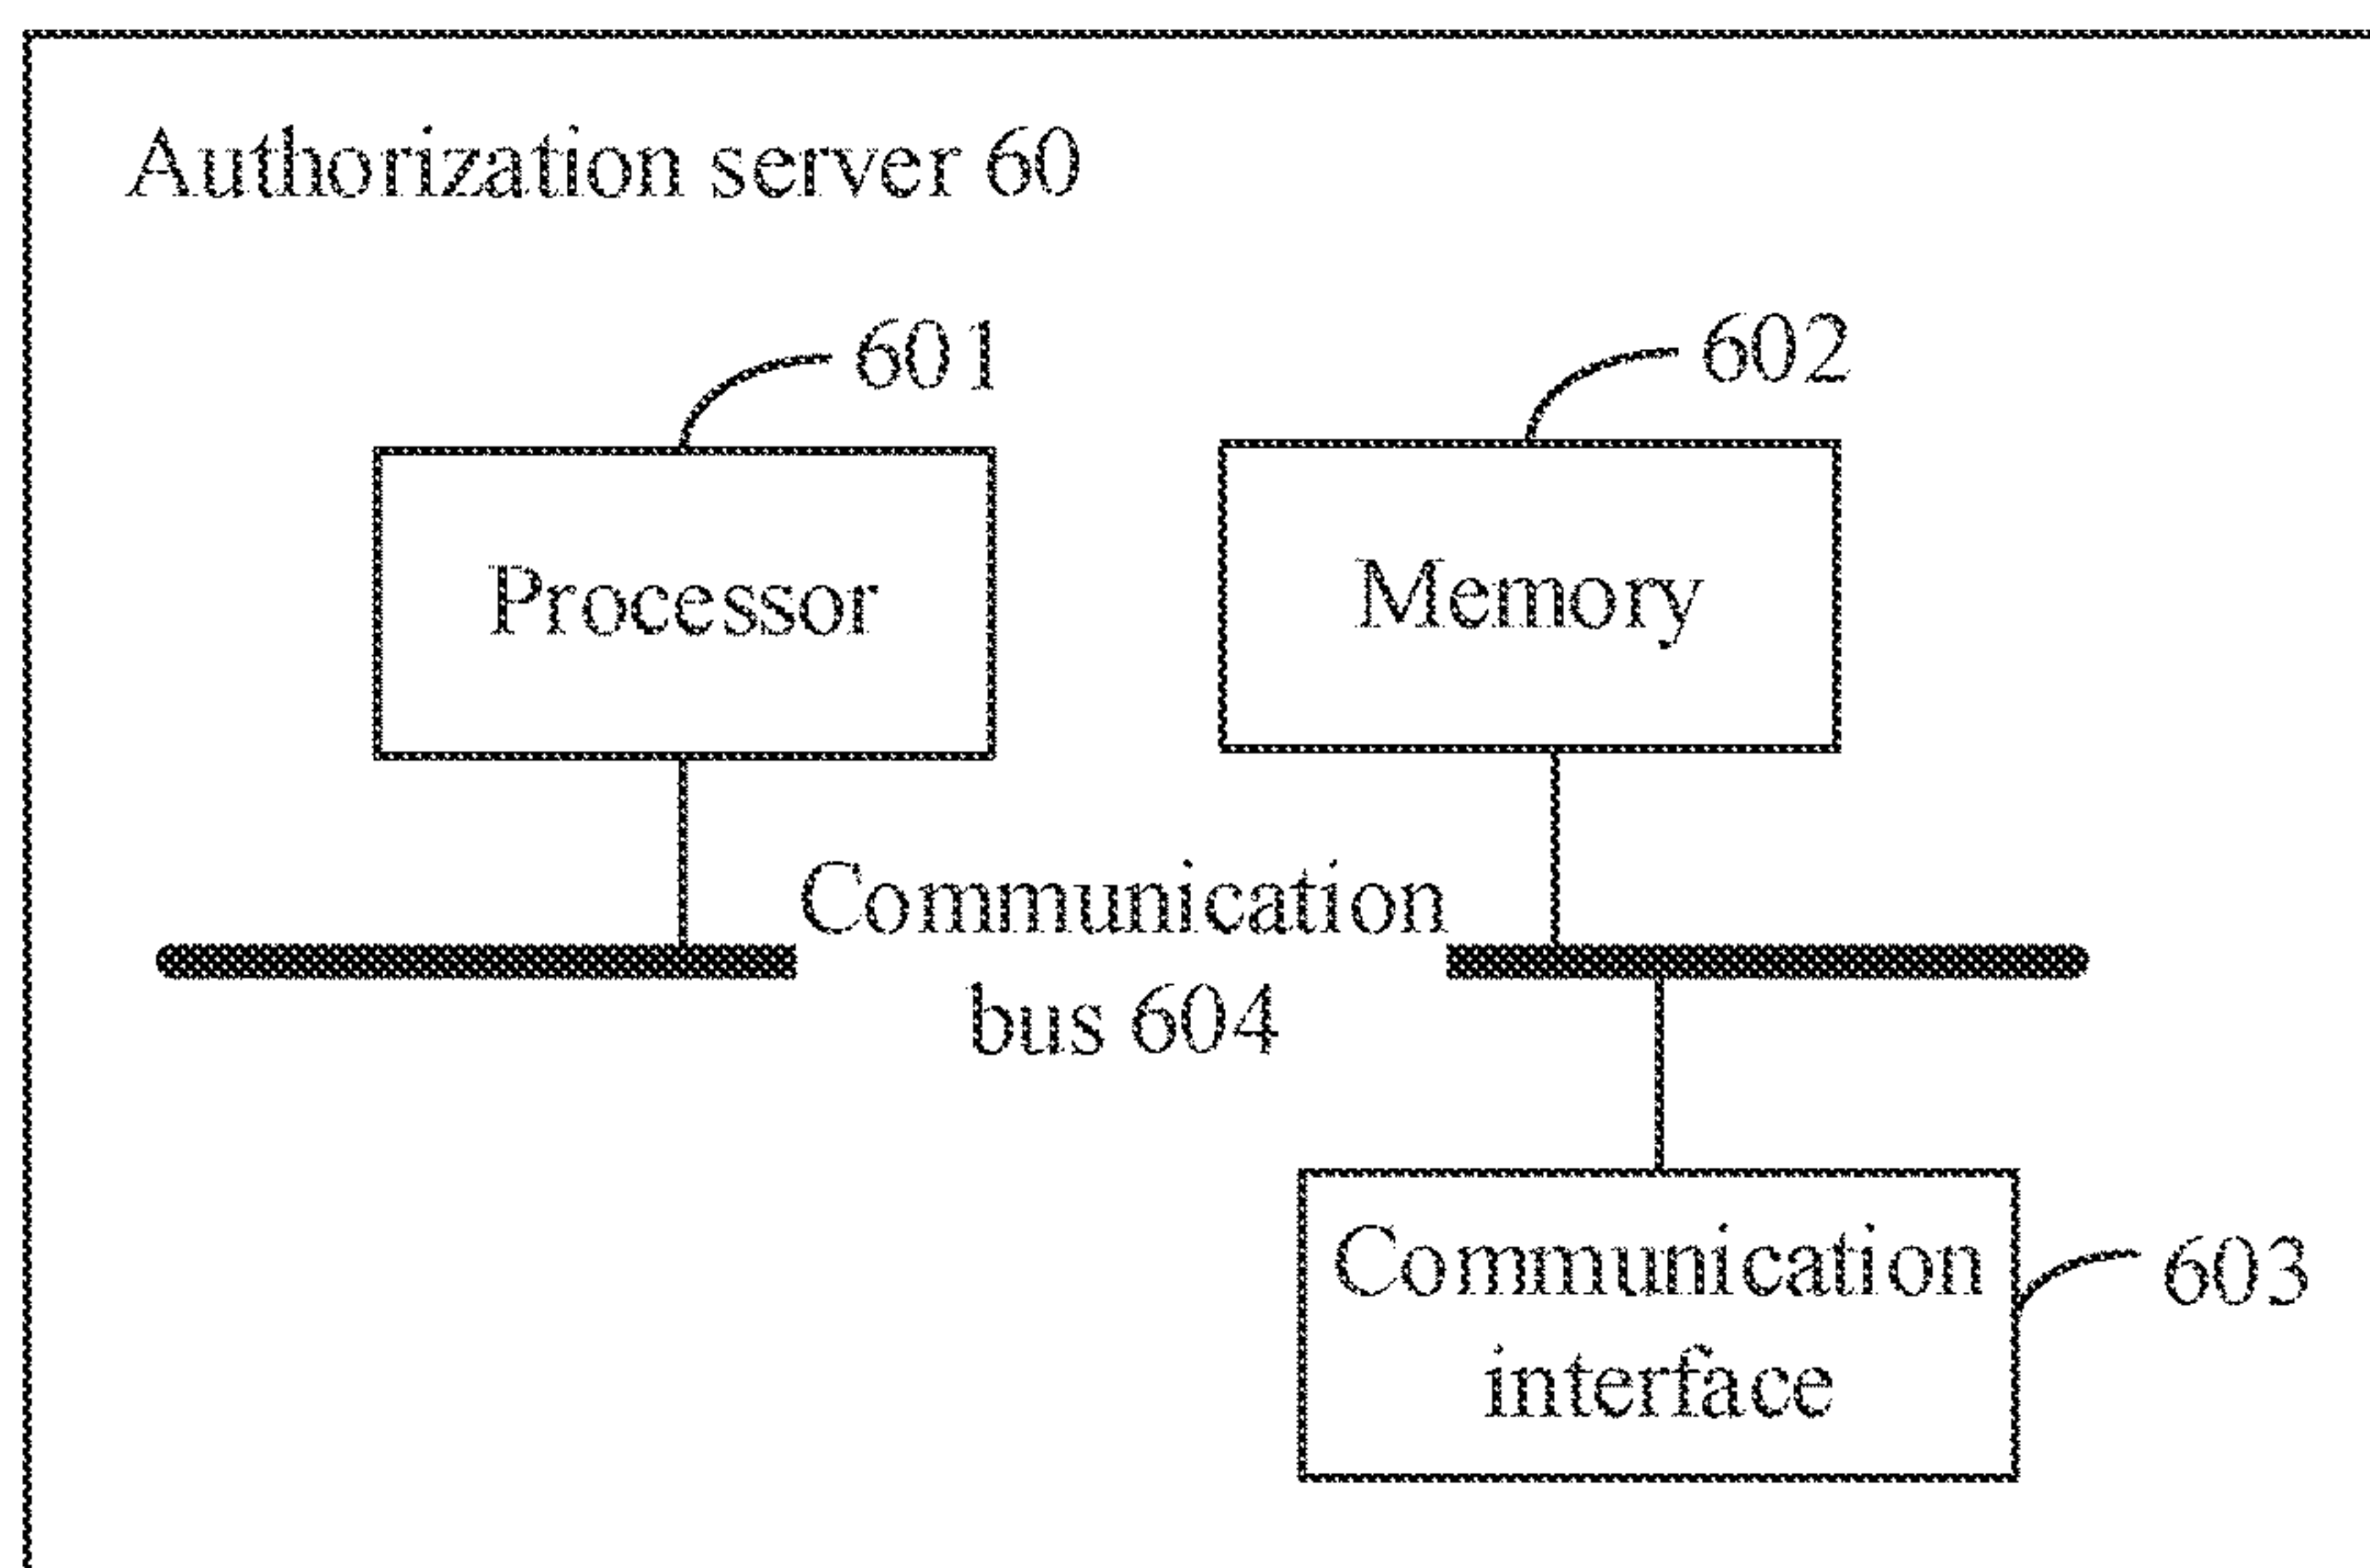 Authorization server 60
601
602
Processor
Memory
Communication
bus 604
Communication
interface
603